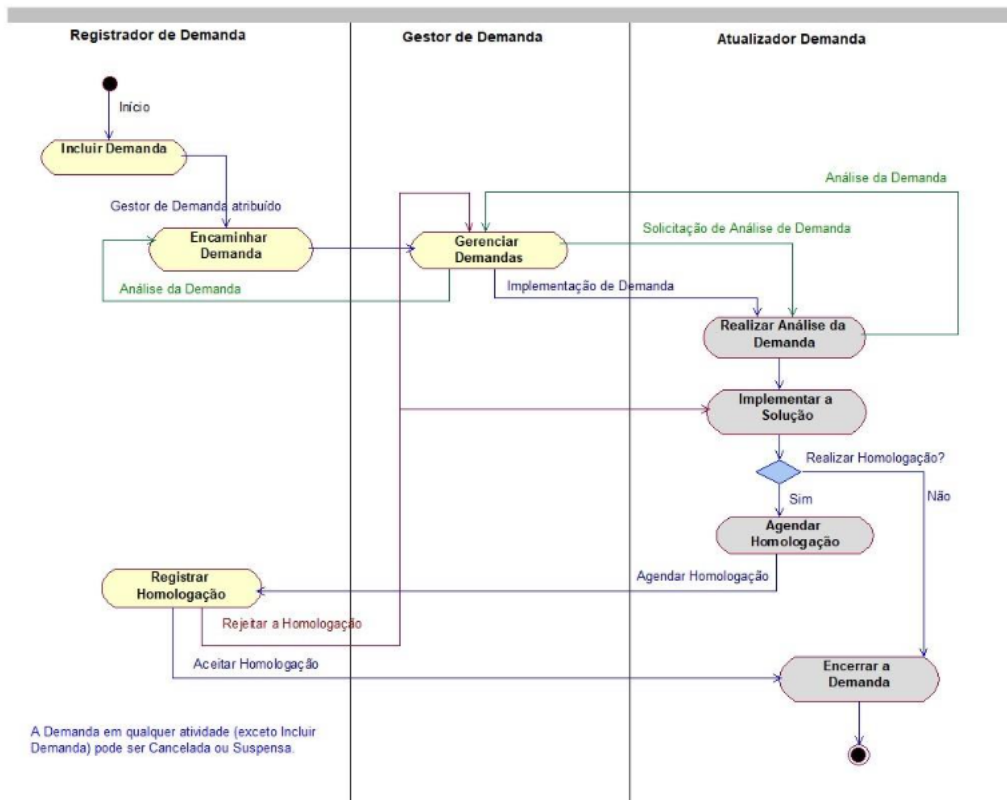 Registrador de Demanda
Gestor de Demanda
Atualizador Demanda
Início
Incluir Demanda
Gestor de Demanda atribuído
Encaminhar
Demanda
Análise da Demanda
Gerenciar
Demandas
Análise da Demanda
Solicitação de Análise de Demanda
Implementação de Demanda
Realizar Análise da
Demanda
Implementar a
Solução
Realizar Homologação?
Sim
Não
Agendar
Homologação
Agendar Homologação
Registrar
Homologação
Rejeitar a Homologação
Aceitar Homologação
Encerrar a
Demanda
A Demanda em qualquer atividade (exceto Incluir
Demanda) pode ser Cancelada ou Suspensa.